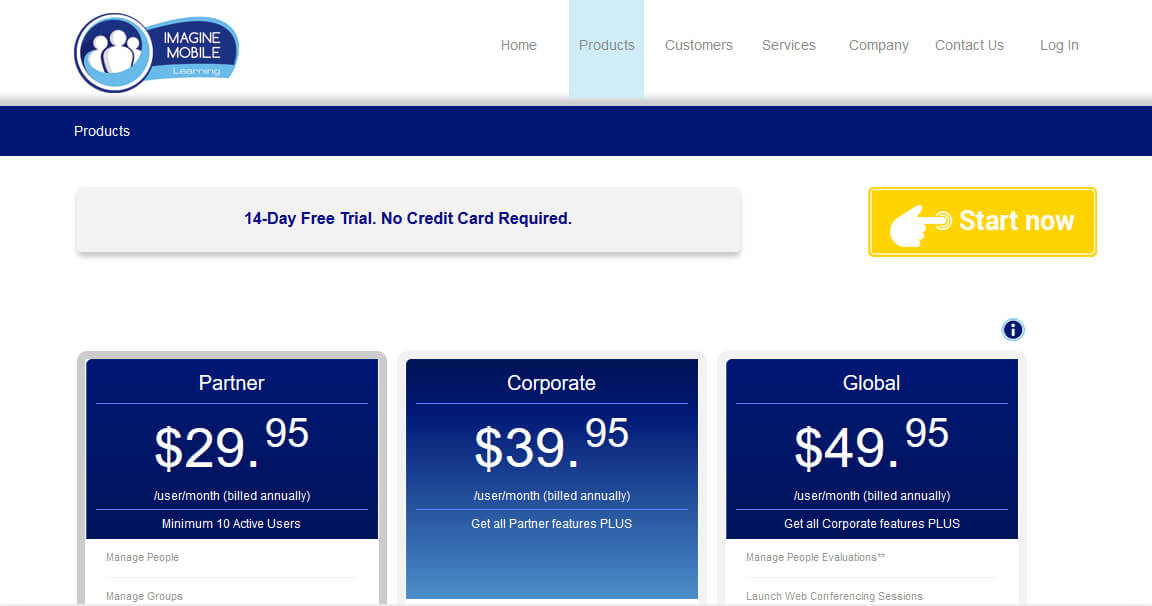 IMAGINE
MOBILE
Learning
Home Products Customers Services Company Contact Us Log In
Products
14-Day Free Trial. No Credit Card Required.
Start now
Partner
$29.95
/user/month (billed annually)
Minimum 10 Active Users
Manage People
Manage Groups
Corporate
$39.95
/user/month (billed annually)
Get all Partner features PLUS
Global
$49.95
/user/month (billed annually)
Get all Corporate features PLUS
Manage People Evaluations**
Launch Web Conferencing Sessions